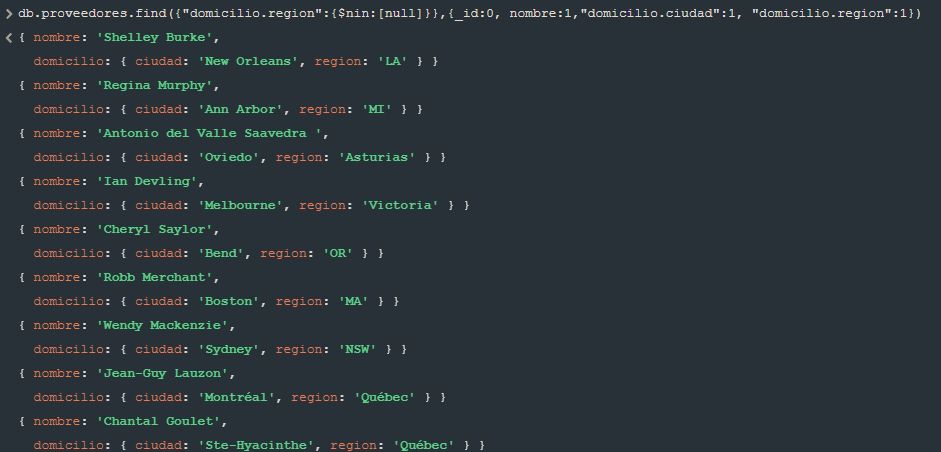 > db.proveedores.find({"domicilio.region":{$nin:[null]}},{_id:0, nombre:1,"domicilio.ciudad":1, "domicilio.region":1})
< { nombre: 'Shelley Burke',
domicilio: { ciudad: 'New Orleans', region: 'LA' } }
{ nombre: 'Regina Murphy',
domicilio: { ciudad: 'Ann Arbor', region: 'MI' } }
{ nombre: 'Antonio del Valle Saavedra ',
domicilio: { ciudad: 'Oviedo', region: 'Asturias' } }
{ nombre: 'Ian Devling',
domicilio: { ciudad: 'Melbourne', region: 'Victoria' } }
{ nombre: 'Cheryl Saylor',
domicilio: { ciudad: 'Bend', region: 'OR' } }
{ nombre: 'Robb Merchant',
domicilio: { ciudad: 'Boston', region: 'MA' } }
{ nombre: 'Wendy Mackenzie',
domicilio: { ciudad: 'Sydney', region: 'NSW' } }
{ nombre: 'Jean-Guy Lauzon',
domicilio: { ciudad: 'Montréal', region: 'Québec' } }
{ nombre: 'Chantal Goulet',
domicilio: { ciudad: 'Ste-Hyacinthe', region: 'Québec' } }